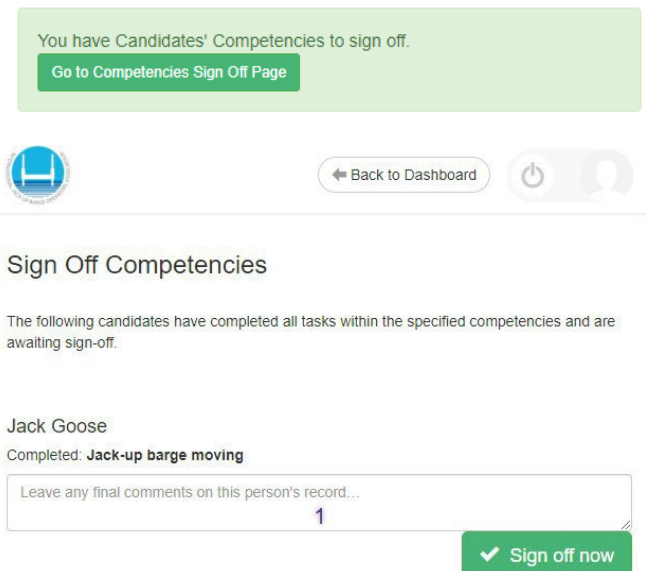 You have Candidates' Competencies to sign off.
Go to Competencies Sign Off Page
Back to Dashboard
Sign Off Competencies
The following candidates have completed all tasks within the specified competencies and are
awaiting sign-off.
Jack Goose
Completed: Jack-up barge moving
Leave any final comments on this person's record...
1
Sign off now